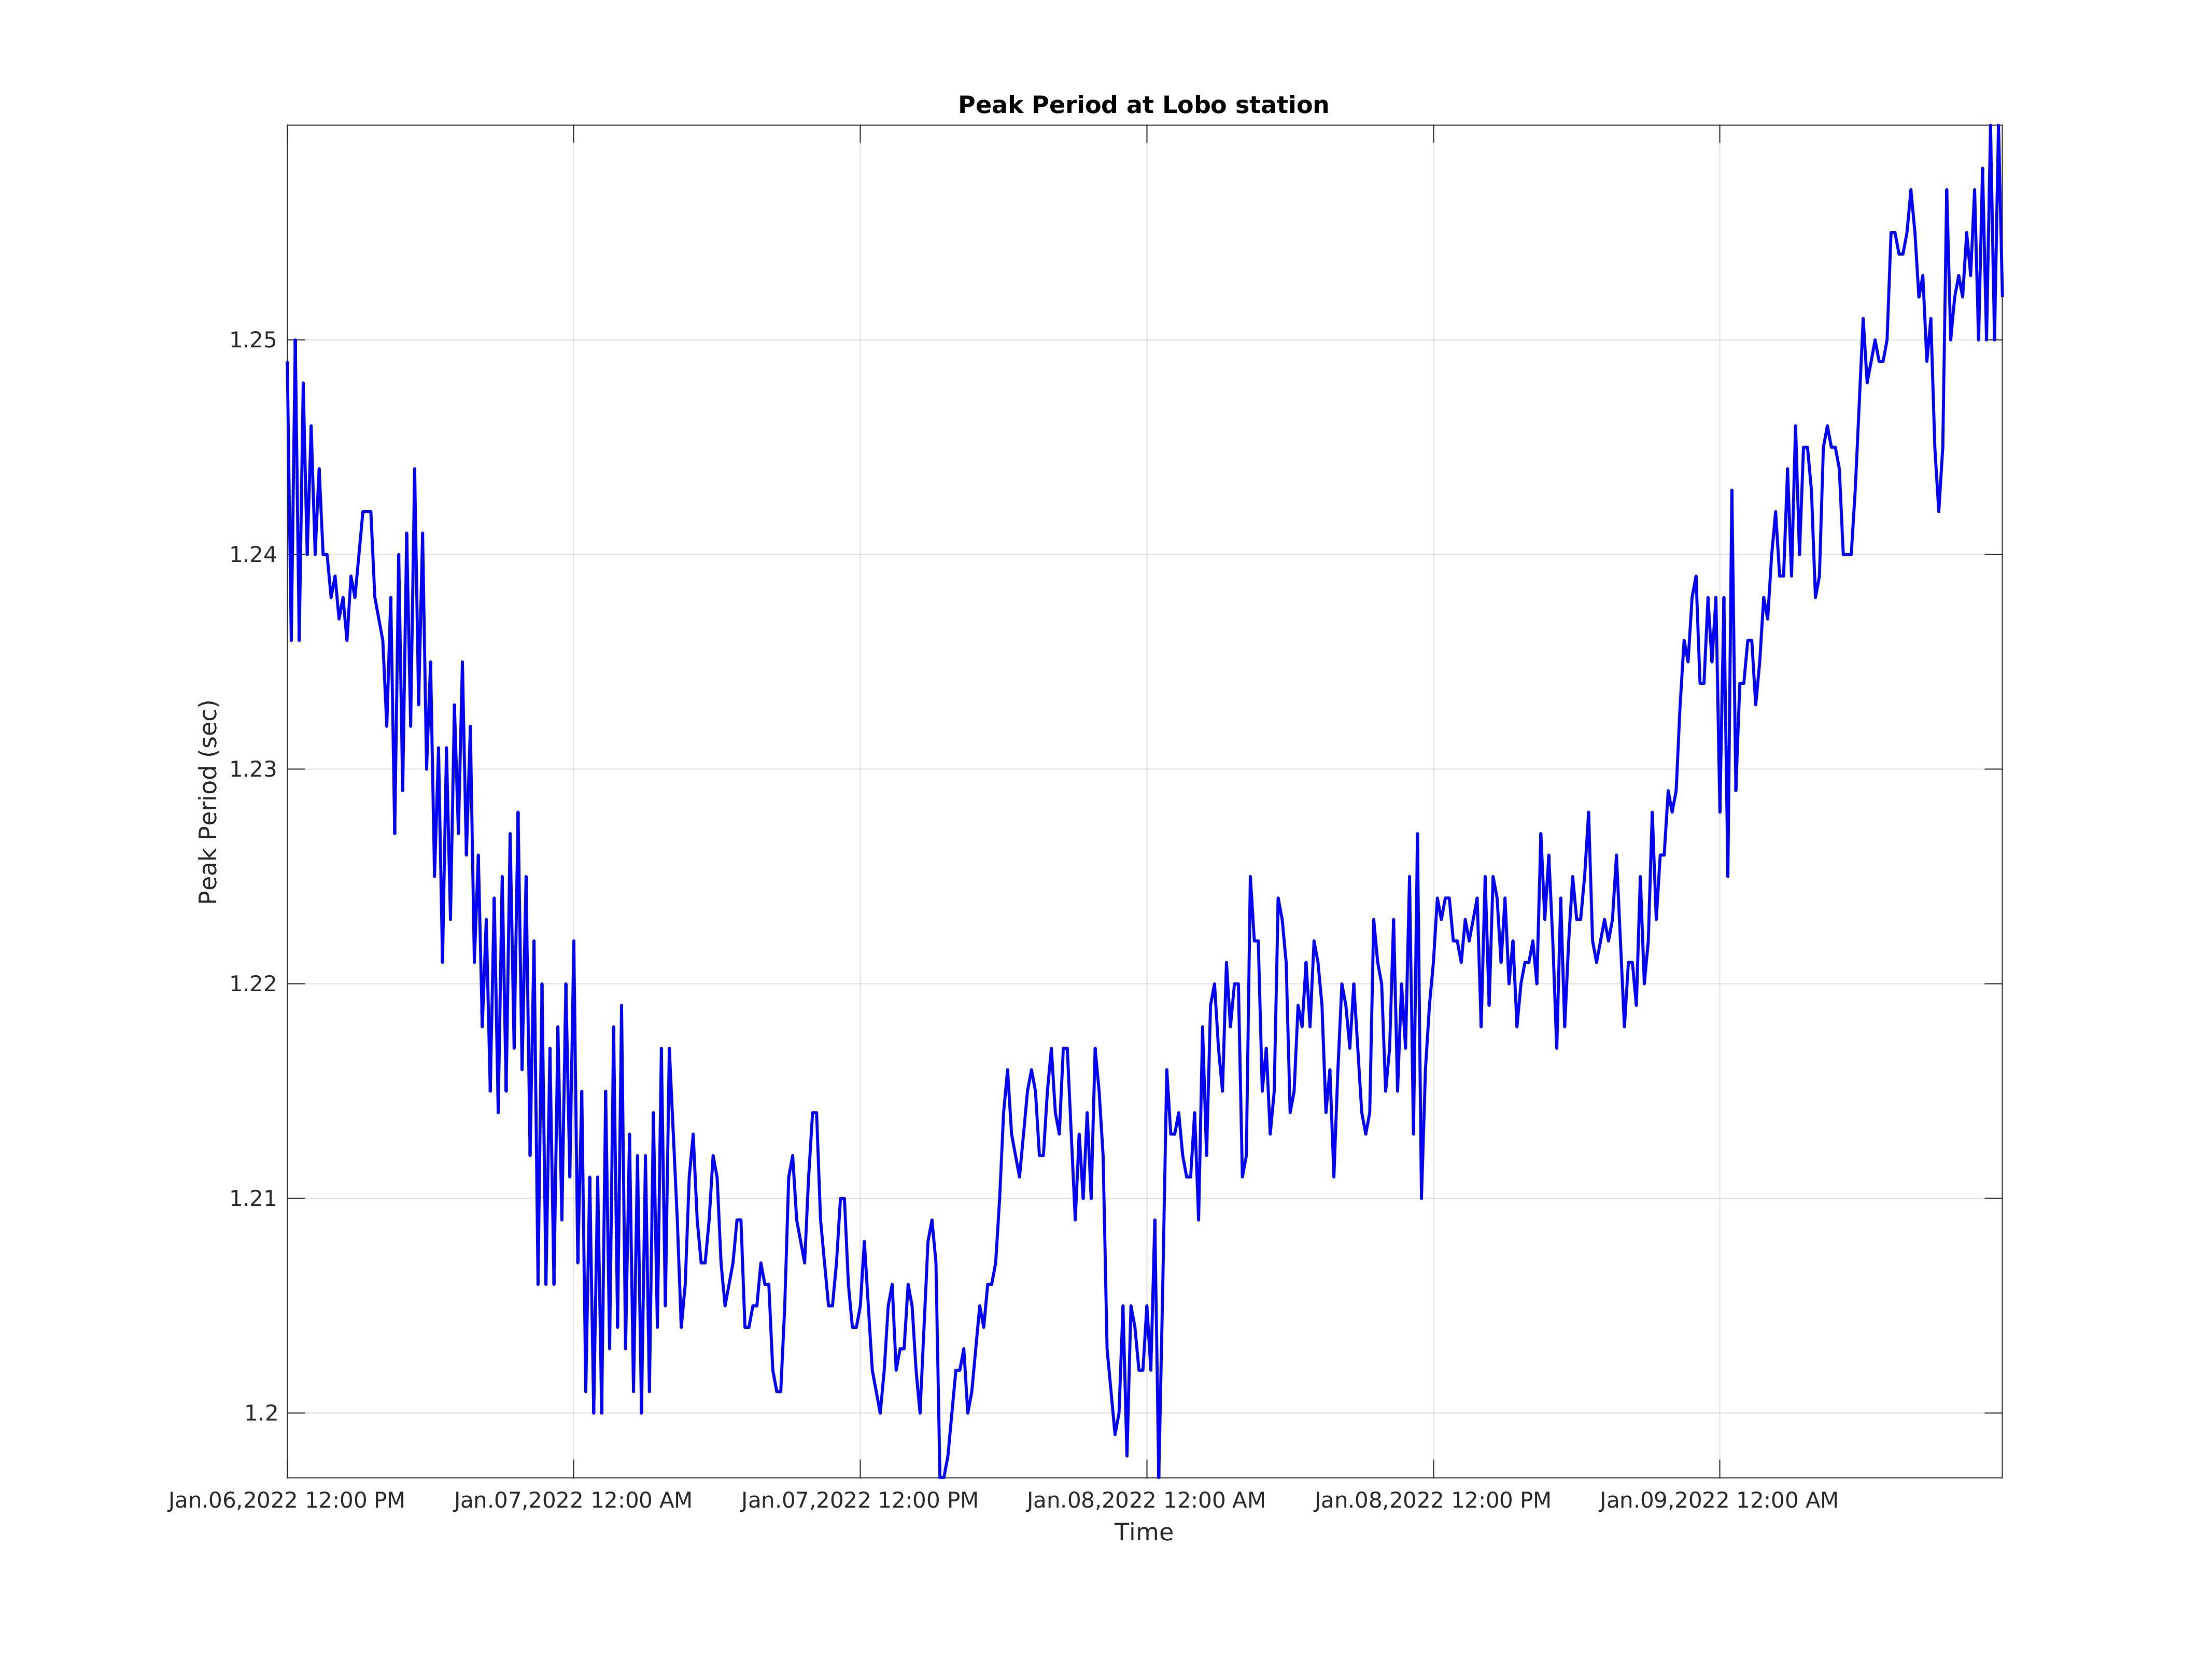 Peak Period at Lobo station
Peak Period (sec)
1.25
1.24
1.23
1.22
1.21
1.2
Jan.06,2022 12:00 PM
Jan.07,2022 12:00 AM
Jan.07,2022 12:00 PM
Jan.08,2022 12:00 AM
Jan.08,2022 12:00 PM
Jan.09,2022 12:00 AM
Time